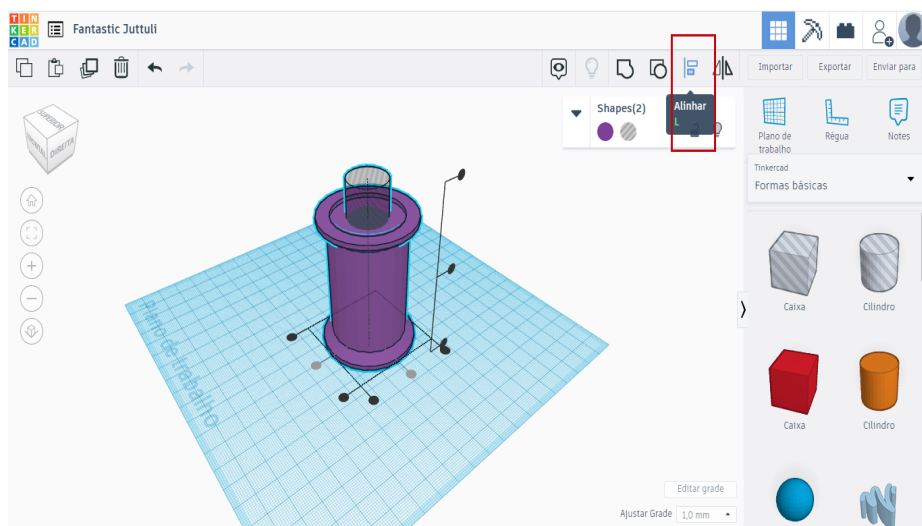 TIN
KER
CAD
Fantastic Juttuli
Importar
Exportar
Enviar para
Shapes(2)
Alinhar
L
SUPERIOR
FRONTAL
DIREITA
Plano de
trabalho
Régua
Notes
Tinkercad
Formas básicas
Caixa
Cilindro
Caixa
Cilindro
Plano de trabalho
Editar grade
Ajustar Grade
1,0 mm